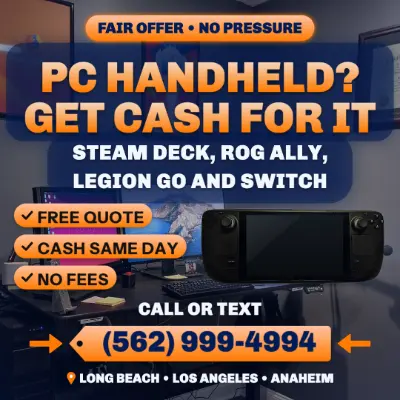 FAIR OFFER • NO PRESSURE
PC HANDHELD?
GET CASH FOR IT
STEAM DECK, ROG ALLY,
LEGION GO AND SWITCH
FREE QUOTE
CASH SAME DAY
NO FEES
CALL OR TEXT
(562) 999-4994
LONG BEACH • LOS ANGELES • ANAHEIM